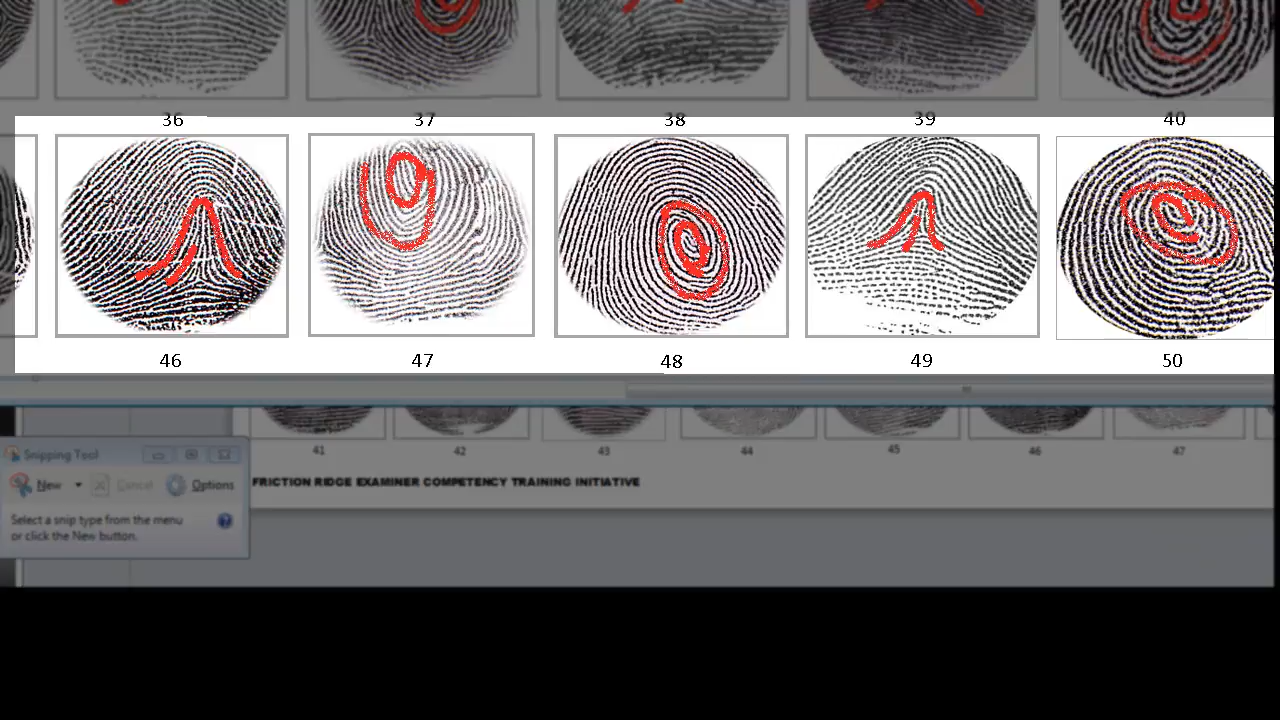 36 37 38 39 40
46 47 48 49 50
41 42 43 44 45 46 47
Snipping Tool
New Cancel Options
FRICTION RIDGE EXAMINER COMPETENCY TRAINING INITIATIVE
Select a snip type from the menu
or click the New button.